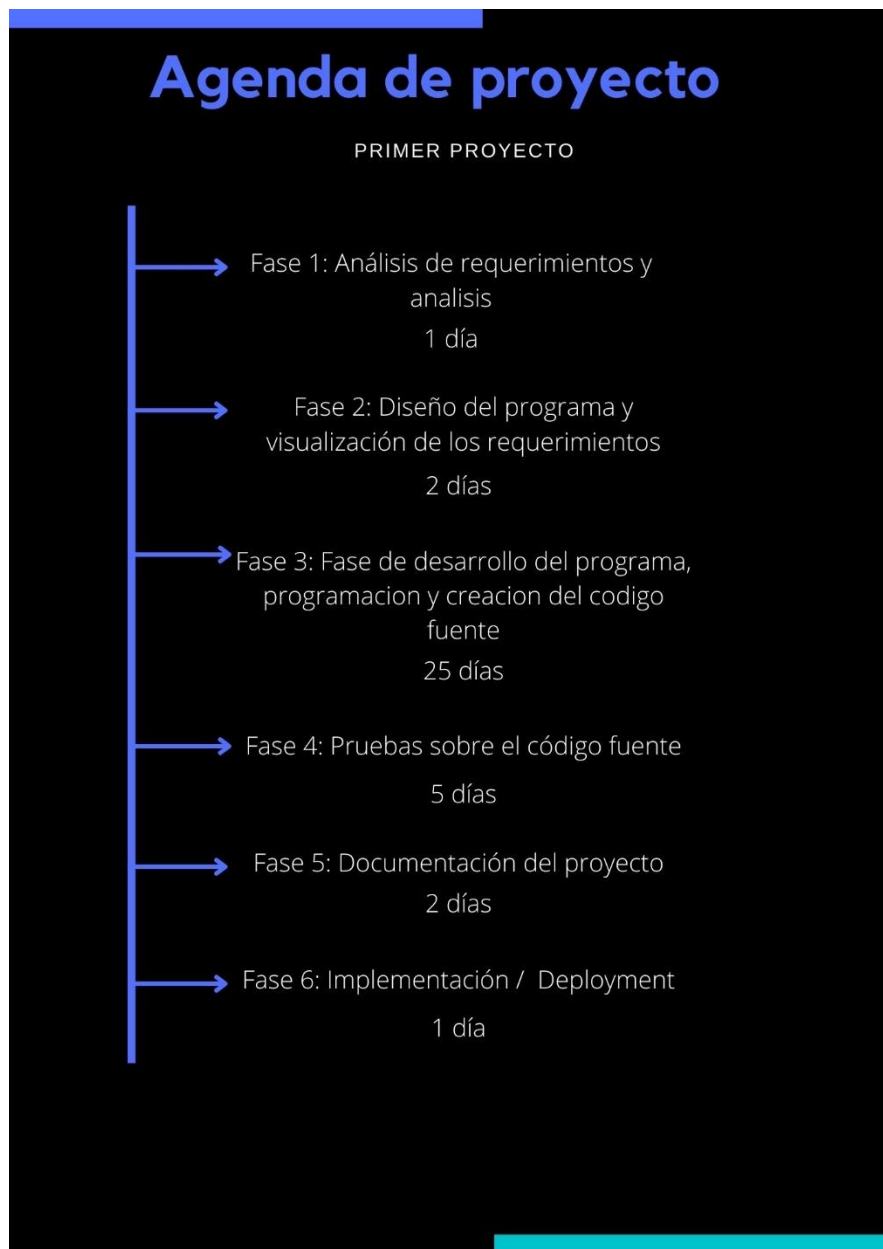 Agenda de proyecto
PRIMER PROYECTO
Fase 1: Análisis de requerimientos y
analisis
1 día
Fase 2: Diseño del programa y
visualización de los requerimientos
2 días
Fase 3: Fase de desarrollo del programa,
programacion y creacion del codigo
fuente
25 días
Fase 4: Pruebas sobre el código fuente
5 días
Fase 5: Documentación del proyecto
2 días
Fase 6: Implementación / Deployment
1 día